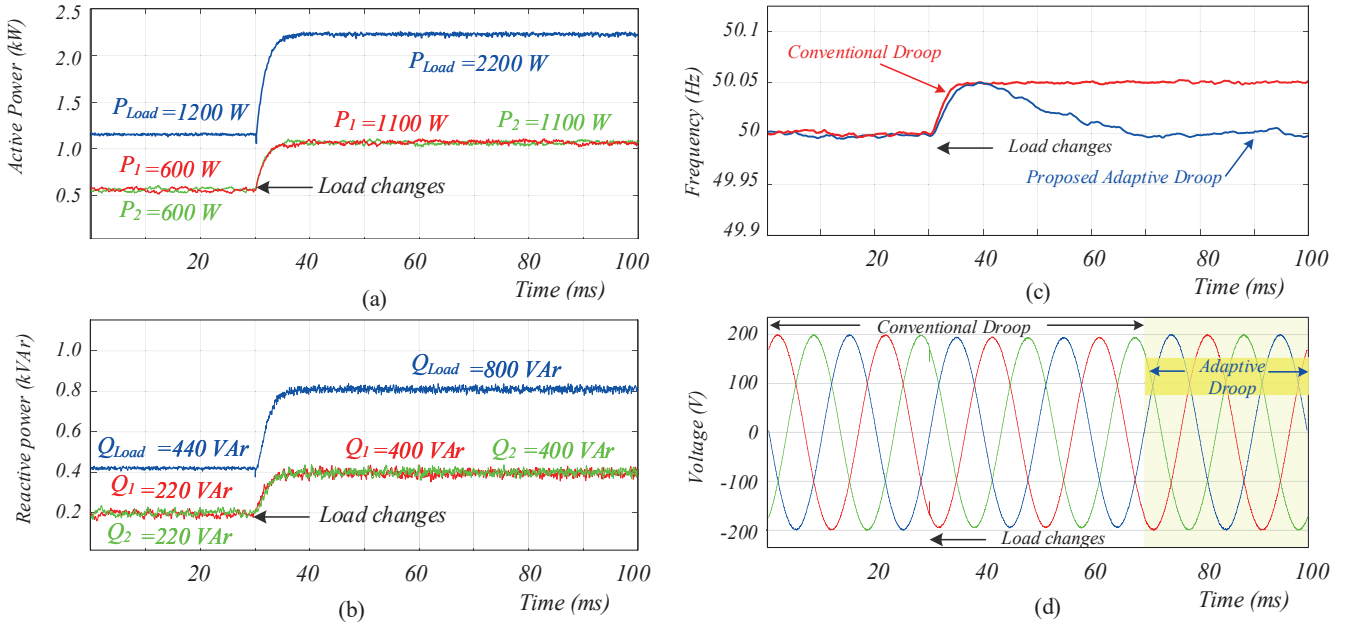 Active Power (kW)
2.5
2.0
1.5
1.0
0.5
P_Load =2200 W
P_Load =1200 W
P_1 =1100 W
P_2 =1100 W
P_1 =600 W
Load changes
P_2 =600 W
20
40
60
80
100
Time (ms)
(a)
Reactive power (kVAr)
1.0
0.8
0.6
0.4
0.2
Q_Load =800 VAr
Q_Load =440 VAr
Q_1 =400 VAr
Q_2 =400 VAr
Q_1 =220 VAr
Load changes
Q_2 =220 VAr
20
40
60
80
100
Time (ms)
(b)
Frequency (Hz)
50.1
50.05
50
49.95
49.9
Conventional Droop
Load changes
Proposed Adaptive Droop
20
40
60
80
100
Time (ms)
(c)
Voltage (V)
200
100
0
-100
-200
Conventional Droop
Adaptive
Droop
Load changes
20
40
60
80
100
Time (ms)
(d)